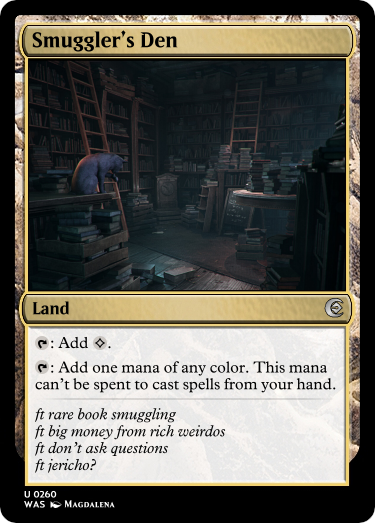 Smuggler's Den
Land
: Add .
: Add one mana of any color. This mana
can't be spent to cast spells from your hand.
ft rare book smuggling
ft big money from rich weirdos
ft don't ask questions
ft jericho?
U 0260
WAS Magdalena